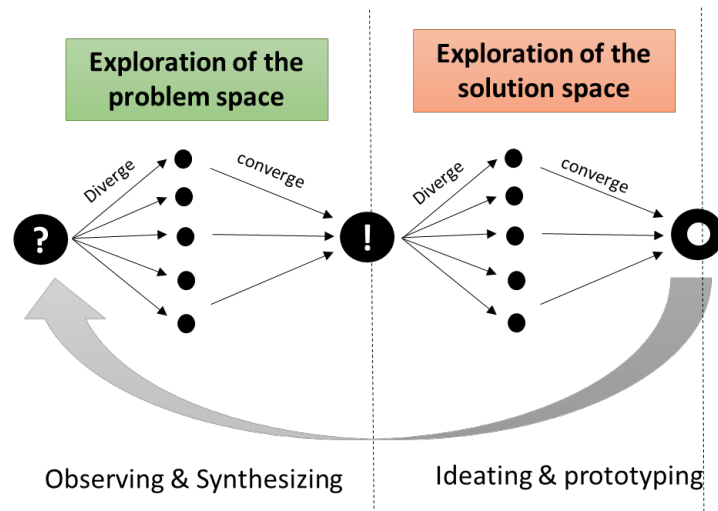 Exploration of the
problem space
Exploration of the
solution space
Diverge
converge
Diverge
converge
?
!
Observing & Synthesizing
Ideating & prototyping